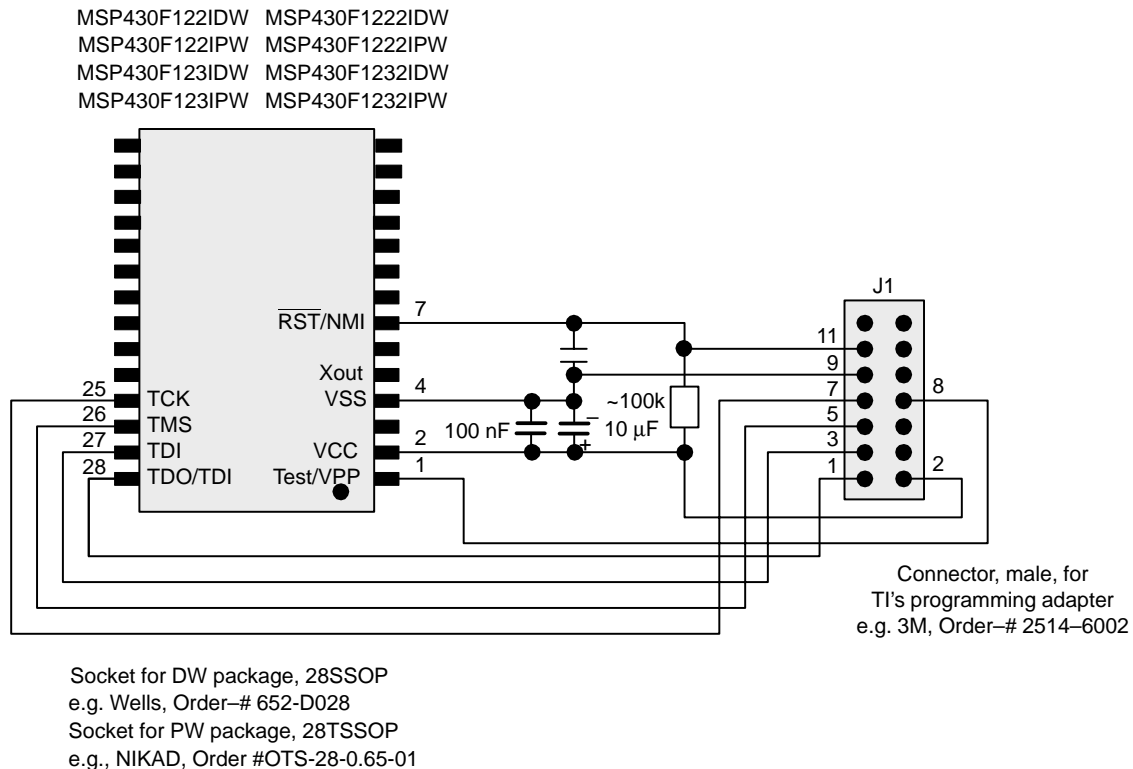 MSP430F122IDW MSP430F1222IDW
MSP430F122IPW MSP430F1222IPW
MSP430F123IDW MSP430F1232IDW
MSP430F123IPW MSP430F1232IPW
J1
7
RST/NMI
11
9
Xout
25
TCK
VSS
4
~100k
7
8
26
TMS
–
5
100 nF
10 µF
+
27
TDI
VCC
2
3
28
TDO/TDI
Test/VPP
1
1
2
Connector, male, for
TI's programming adapter
e.g. 3M, Order–# 2514–6002
Socket for DW package, 28SSOP
e.g. Wells, Order–# 652-D028
Socket for PW package, 28TSSOP
e.g., NIKAD, Order #OTS-28-0.65-01